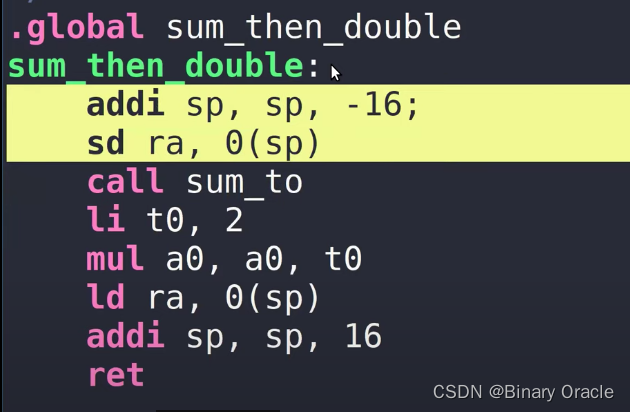 .global sum_then_double
sum_then_double:
addi sp, sp, -16;
sd ra, 0(sp)
call sum_to
li t0, 2
mul a0, a0, t0
ld ra, 0(sp)
addi sp, sp, 16
ret
CSDN @Binary Oracle